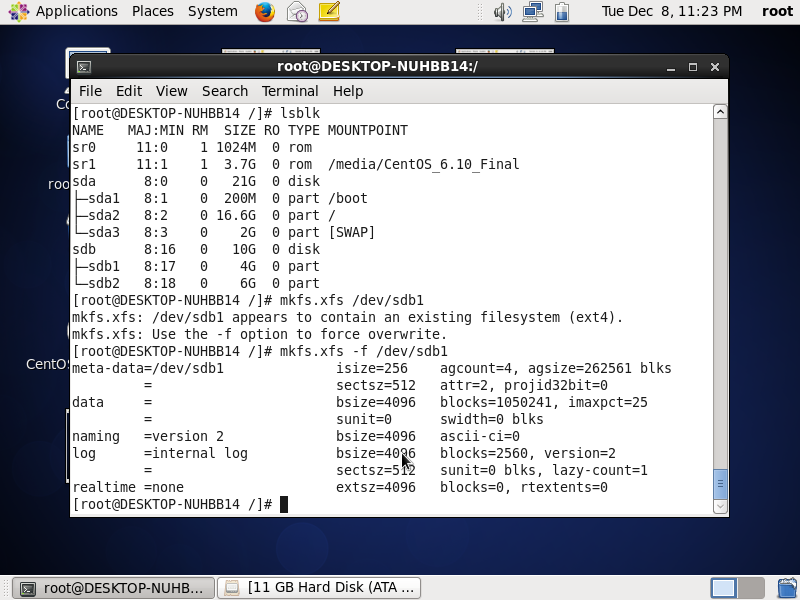 Applications Places System Tue Dec 8, 11:23 PM root
root@DESKTOP-NUHBB14:/
File Edit View Search Terminal Help
[root@DESKTOP-NUHBB14 /]# lsblk
NAME   MAJ:MIN RM  SIZE RO TYPE MOUNTPOINT
sr0     11:0    1 1024M  0 rom
sr1     11:1    1  3.7G  0 rom  /media/CentOS_6.10_Final
sda      8:0    0   21G  0 disk
├─sda1   8:1    0  200M  0 part /boot
├─sda2   8:2    0 16.6G  0 part /
└─sda3   8:3    0    2G  0 part [SWAP]
sdb      8:16   0   10G  0 disk
├─sdb1   8:17   0    4G  0 part
└─sdb2   8:18   0    6G  0 part
[root@DESKTOP-NUHBB14 /]# mkfs.xfs /dev/sdb1
mkfs.xfs: /dev/sdb1 appears to contain an existing filesystem (ext4).
mkfs.xfs: Use the -f option to force overwrite.
[root@DESKTOP-NUHBB14 /]# mkfs.xfs -f /dev/sdb1
meta-data=/dev/sdb1              isize=256    agcount=4, agsize=262561 blks
         =                       sectsz=512   attr=2, projid32bit=0
data     =                       bsize=4096   blocks=1050241, imaxpct=25
         =                       sunit=0      swidth=0 blks
naming   =version 2              bsize=4096   ascii-ci=0
log      =internal log           bsize=4096   blocks=2560, version=2
         =                       sectsz=512   sunit=0 blks, lazy-count=1
realtime =none                   extsz=4096   blocks=0, rtextents=0
[root@DESKTOP-NUHBB14 /]#
Co
roo
CentOS
root@DESKTOP-NUHB... [11 GB Hard Disk (ATA ...